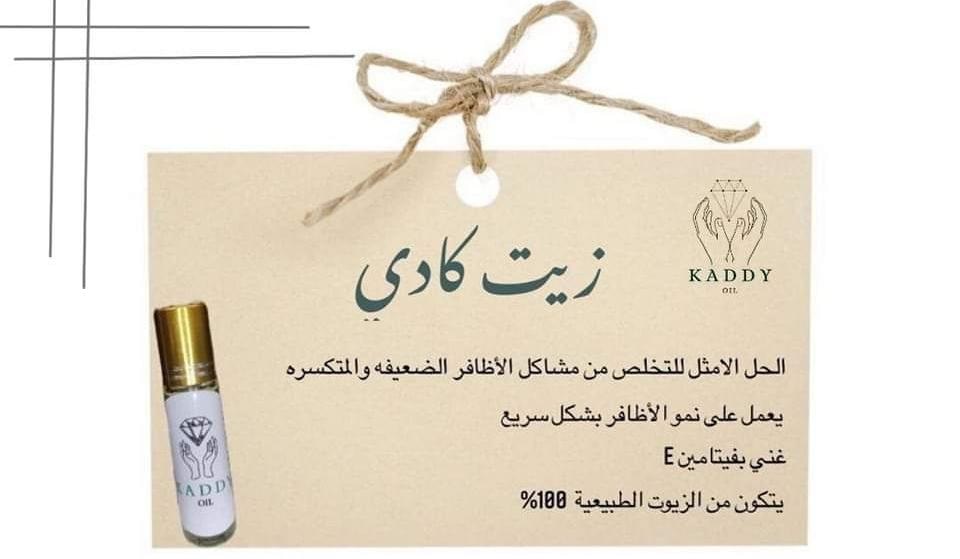 KADDY
OIL
زيت كادي
الحل الامثل للتخلص من مشاكل الأظافر الضعيفه والمتكسره
يعمل على نمو الأظافر بشكل سريع
غني بفيتامين E
يتكون من الزيوت الطبيعية 100%
KADDY
OIL